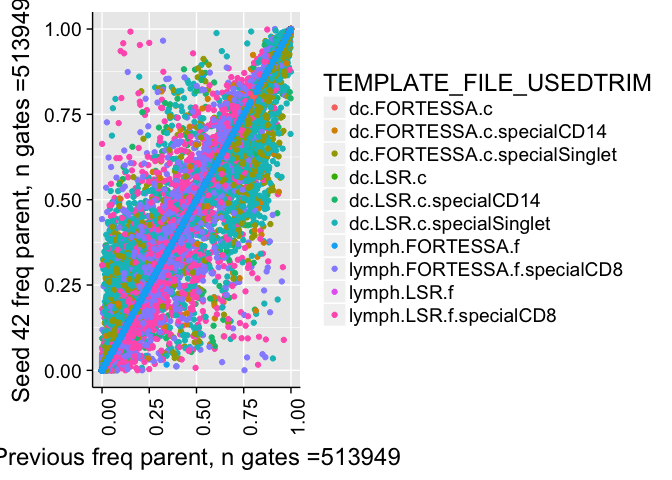 Seed 42 freq parent, n gates =513949
1.00
0.75
0.50
0.25
0.00
0.00
0.25
0.50
0.75
1.00
Previous freq parent, n gates =513949
TEMPLATE_FILE_USEDTRIM
dc.FORTESSA.c
dc.FORTESSA.c.specialCD14
dc.FORTESSA.c.specialSinglet
dc.LSR.c
dc.LSR.c.specialCD14
dc.LSR.c.specialSinglet
lymph.FORTESSA.f
lymph.FORTESSA.f.specialCD8
lymph.LSR.f
lymph.LSR.f.specialCD8